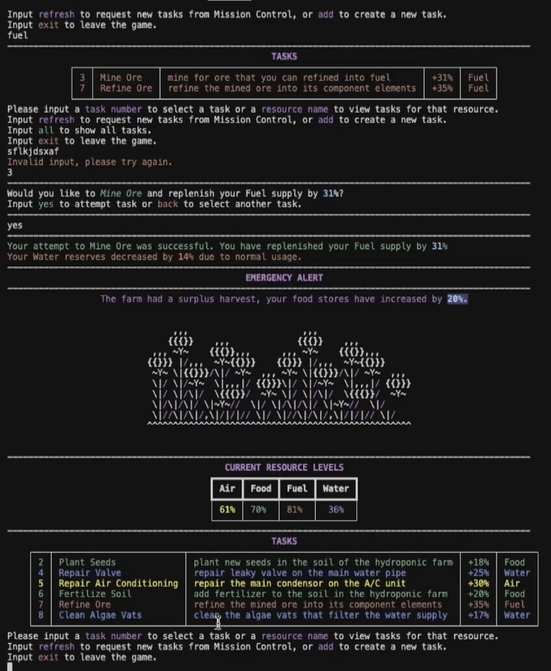 Input refresh to request new tasks from Mission Control, or add to create a new task.
Input exit to leave the game.
fuel
TASKS
3 Mine Ore mine for ore that you can refined into fuel +31% Fuel
7 Refine Ore refine the mined ore into its component elements +35% Fuel
Please input a task number to select a task or a resource name to view tasks for that resource.
Input refresh to request new tasks from Mission Control, or add to create a new task.
Input all to show all tasks.
Input exit to leave the game.
sflkjdsxaf
Invalid input, please try again.
3
Would you like to Mine Ore and replenish your Fuel supply by 31%?
Input yes to attempt task or back to select another task.
yes
Your attempt to Mine Ore was successful. You have replenished your Fuel supply by 31%
Your Water reserves decreased by 14% due to normal usage.
EMERGENCY ALERT
The farm had a surplus harvest, your food stores have increased by 20%.
CURRENT RESOURCE LEVELS
Air Food Fuel Water
61% 70% 81% 36%
TASKS
2 Plant Seeds plant new seeds in the soil of the hydroponic farm +18% Food
4 Repair Valve repair leaky valve on the main water pipe +25% Water
5 Repair Air Conditioning repair the main condensor on the A/C unit +30% Air
6 Fertilize Soil add fertilizer to the soil in the hydroponic farm +20% Food
7 Refine Ore refine the mined ore into its component elements +35% Fuel
8 Clean Algae Vats clean the algae vats that filter the water supply +17% Water
Please input a task number to select a task or a resource name to view tasks for that resource.
Input refresh to request new tasks from Mission Control, or add to create a new task.
Input exit to leave the game.